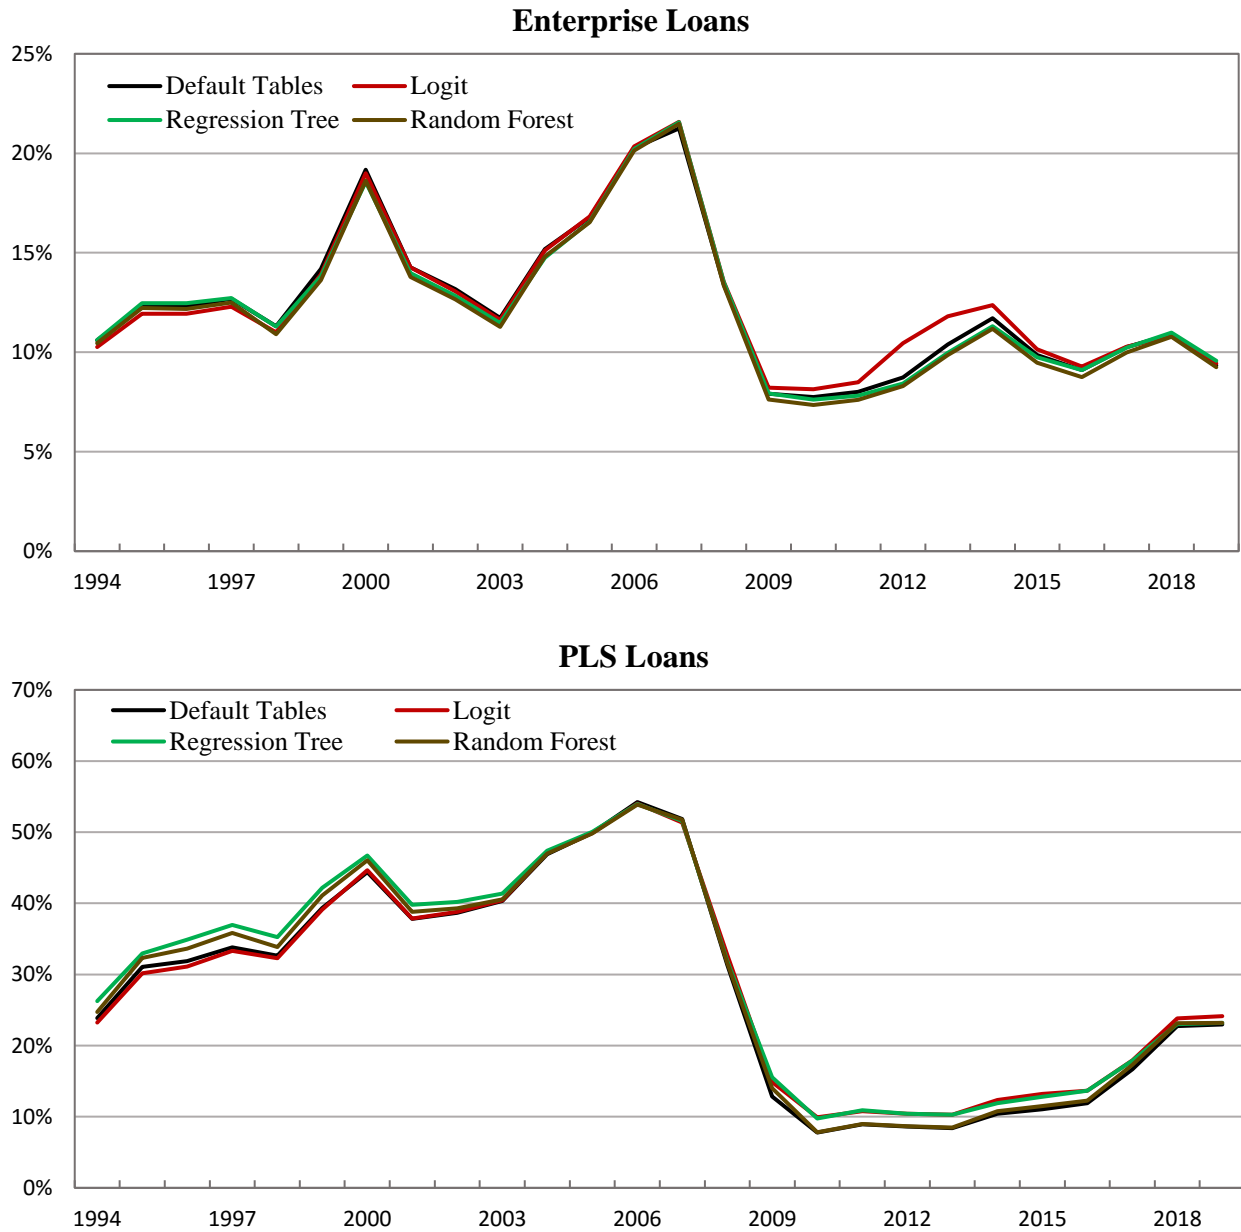 Enterprise Loans
25%
Default Tables Logit
Regression Tree Random Forest
20%
15%
10%
5%
0%
1994 1997 2000 2003 2006 2009 2012 2015 2018
PLS Loans
70%
Default Tables Logit
Regression Tree Random Forest
60%
50%
40%
30%
20%
10%
0%
1994 1997 2000 2003 2006 2009 2012 2015 2018